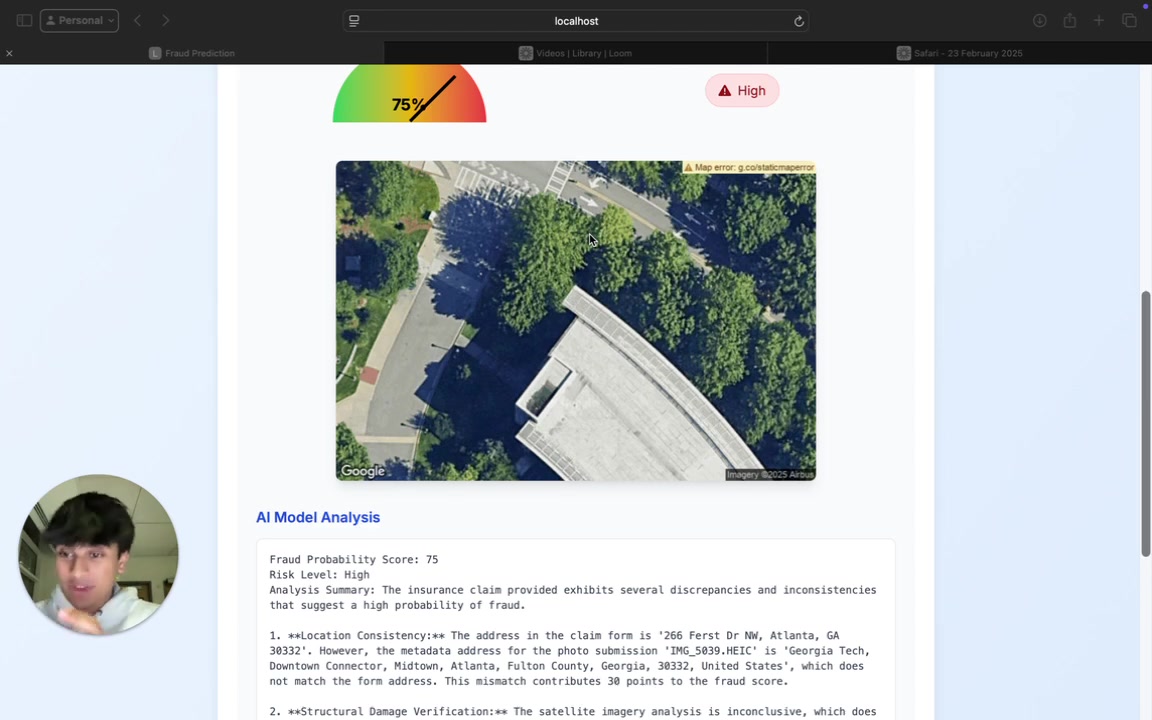 Personal
localhost
L Fraud Prediction
Videos | Library | Loom
Safari - 23 February 2025
75%
High
Map error: g.co/staticmaperror
Google
Imagery ©2025 Airbus
AI Model Analysis
Fraud Probability Score: 75
Risk Level: High
Analysis Summary: The insurance claim provided exhibits several discrepancies and inconsistencies
that suggest a high probability of fraud.
1. **Location Consistency:** The address in the claim form is '266 Ferst Dr NW, Atlanta, GA
30332'. However, the metadata address for the photo submission 'IMG_5039.HEIC' is 'Georgia Tech,
Downtown Connector, Midtown, Atlanta, Fulton County, Georgia, 30332, United States', which does
not match the form address. This mismatch contributes 30 points to the fraud score.
2. **Structural Damage Verification:** The satellite imagery analysis is inconclusive, which does